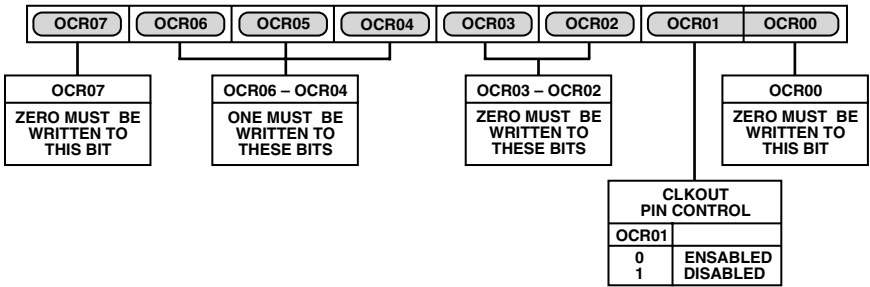 OCR07 OCR06 OCR05 OCR04 OCR03 OCR02 OCR01 OCR00
OCR07
ZERO MUST BE
WRITTEN TO
THIS BIT
OCR06 – OCR04
ONE MUST BE
WRITTEN TO
THESE BITS
OCR03 – OCR02
ZERO MUST BE
WRITTEN TO
THESE BITS
OCR00
ZERO MUST BE
WRITTEN TO
THIS BIT
CLKOUT
PIN CONTROL
OCR01
0 ENSABLED
1 DISABLED